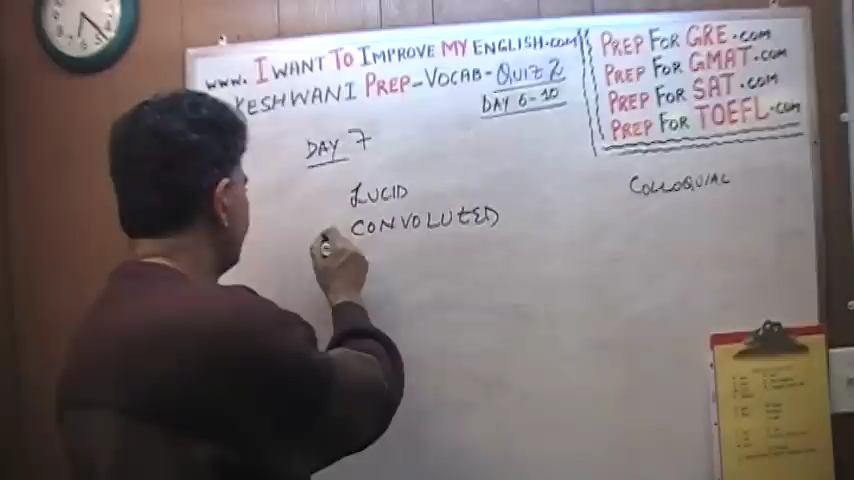 www. I WANT TO IMPROVE MY ENGLISH.com
KESHWANI PREP-VOCAB-QUIZ 2
DAY 6-10
PREP FOR GRE.com
PREP FOR GMAT.com
PREP FOR SAT.com
PREP FOR TOEFL.com
DAY 7
LUCID
CONVOLUTED
COLLOQUIAL